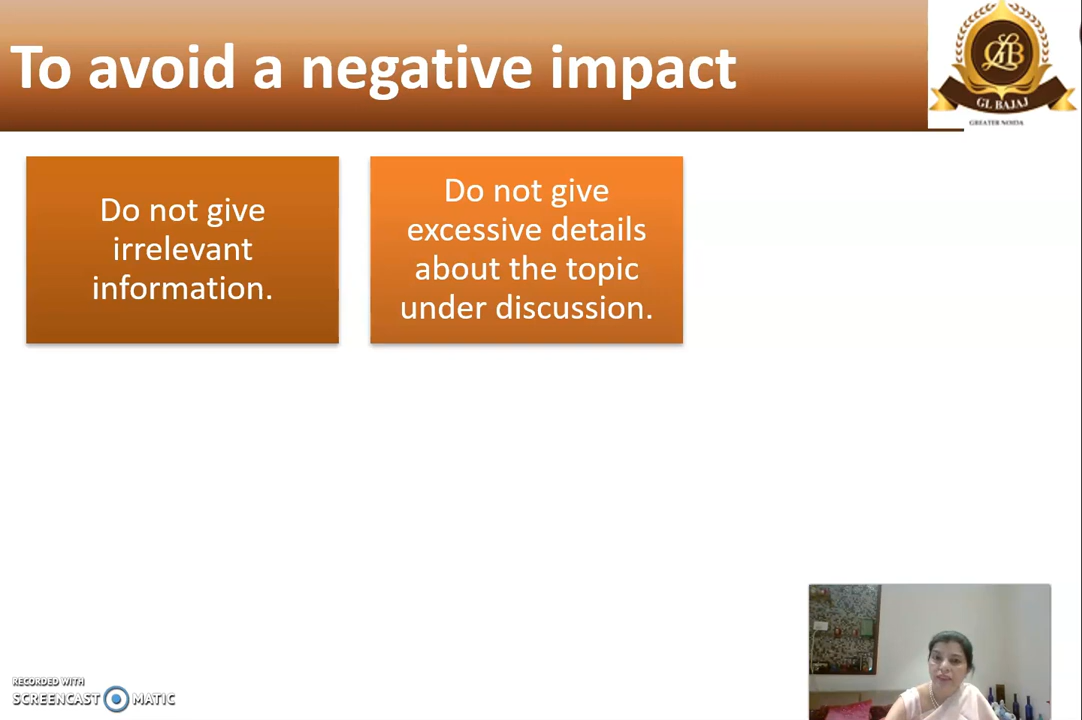 To avoid a negative impact
GL BAJAJ
GREATER NOIDA
Do not give
irrelevant
information.
Do not give
excessive details
about the topic
under discussion.
RECORDED WITH
SCREENCAST MATIC